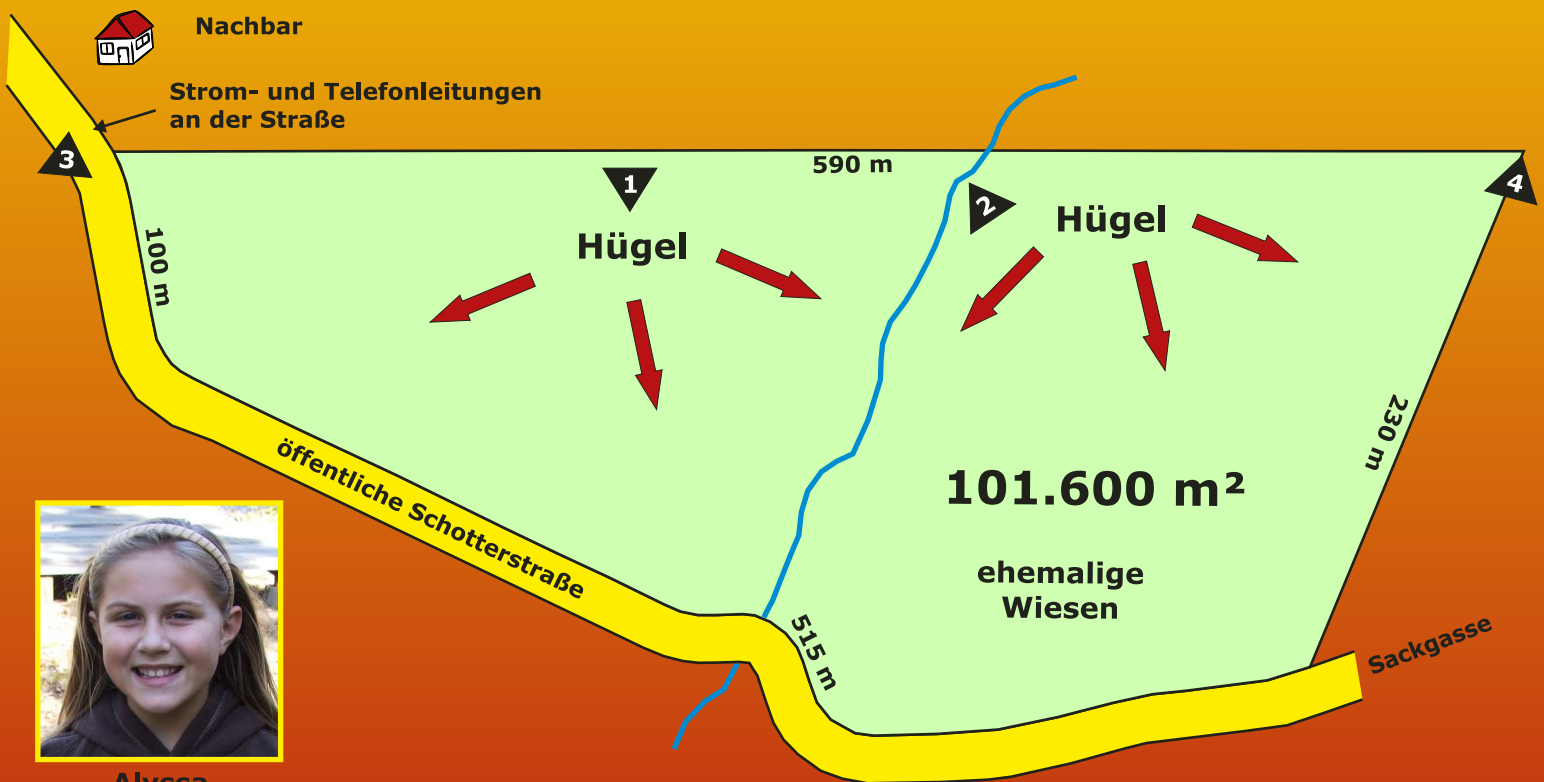 Nachbar
Strom- und Telefonleitungen
an der Straße
3
590 m
1
2
4
Hügel
Hügel
100 m
230 m
öffentliche Schotterstraße
101.600 m²
ehemalige
Wiesen
515 m
Sackgasse
Alyssa